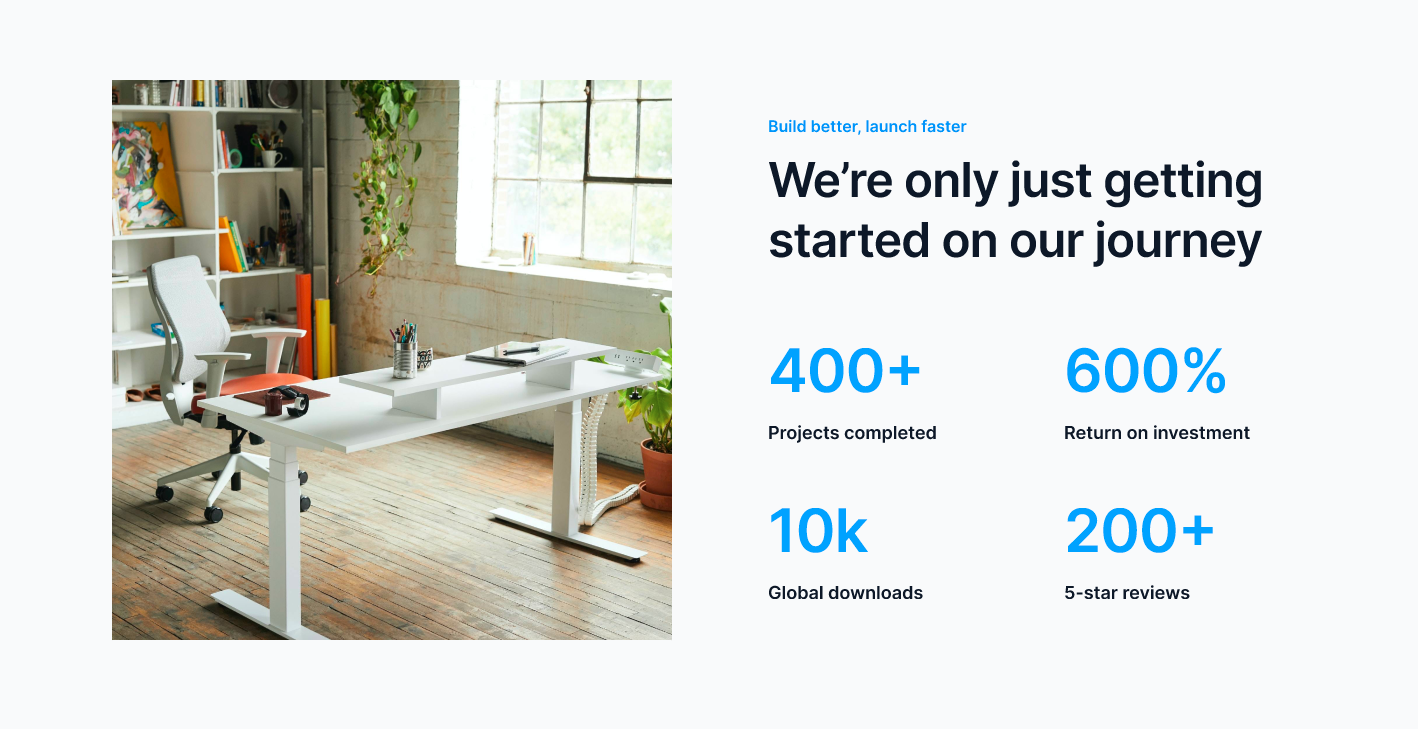 Build better, launch faster
We’re only just getting
started on our journey
400+
Projects completed
600%
Return on investment
10k
Global downloads
200+
5-star reviews